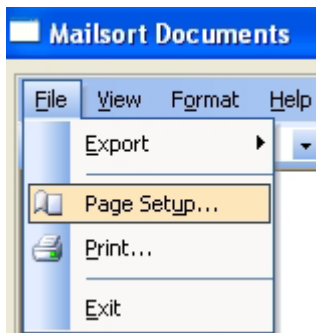 Mailsort Documents
File View Format Help
Export
Page Setup...
Print...
Exit